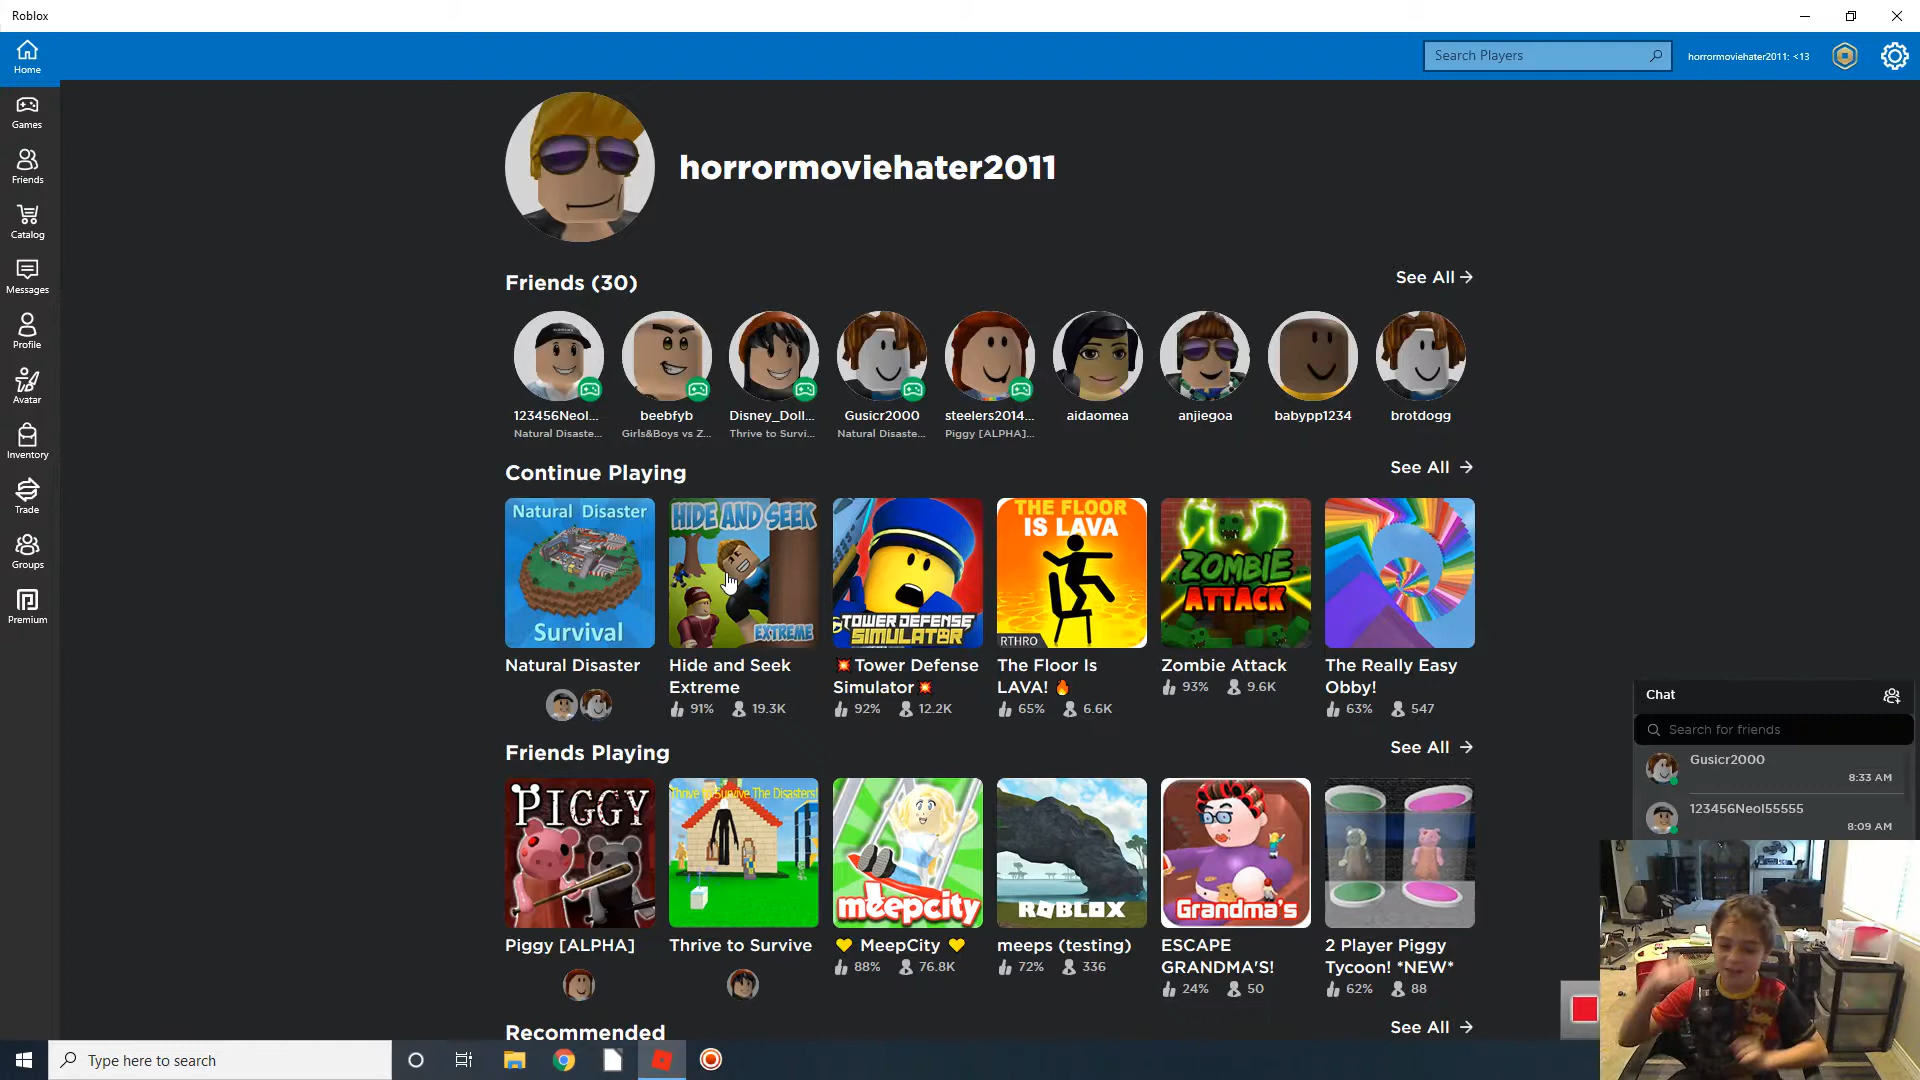 Roblox
Home
Search Players
horrormoviehater2011: <13
Games
Friends
Catalog
Messages
Profile
Avatar
Inventory
Trade
Groups
Premium
horrormoviehater2011
Friends (30)
See All
123456Neol...
beebfyb
Disney_Doll...
Gusicr2000
steelers2014...
aidaomea
anjiegoa
babypp1234
brotdogg
Natural Disaste...
Girls&Boys vs Z...
Thrive to Survi...
Natural Disaste...
Piggy [ALPHA]...
Continue Playing
See All
Natural Disaster
Survival
HIDE AND SEEK
EXTREME
TOWER DEFENSE
SIMULATOR
THE FLOOR
IS LAVA
RTHRO
ZOMBIE
ATTACK
Natural Disaster
Hide and Seek
Extreme
91% 19.3K
Tower Defense
Simulator
92% 12.2K
The Floor Is
LAVA!
65% 6.6K
Zombie Attack
93% 9.6K
The Really Easy
Obby!
63% 547
Friends Playing
See All
PIGGY
Thrive to Survive The Disasters!
meepcity
ROBLOX
Grandma's
Piggy [ALPHA]
Thrive to Survive
MeepCity
88% 76.8K
meeps (testing)
72% 336
ESCAPE
GRANDMA'S!
24% 50
2 Player Piggy
Tycoon! *NEW*
62% 88
Recommended
See All
Chat
Search for friends
Gusicr2000
8:33 AM
123456Neol55555
8:09 AM
Type here to search